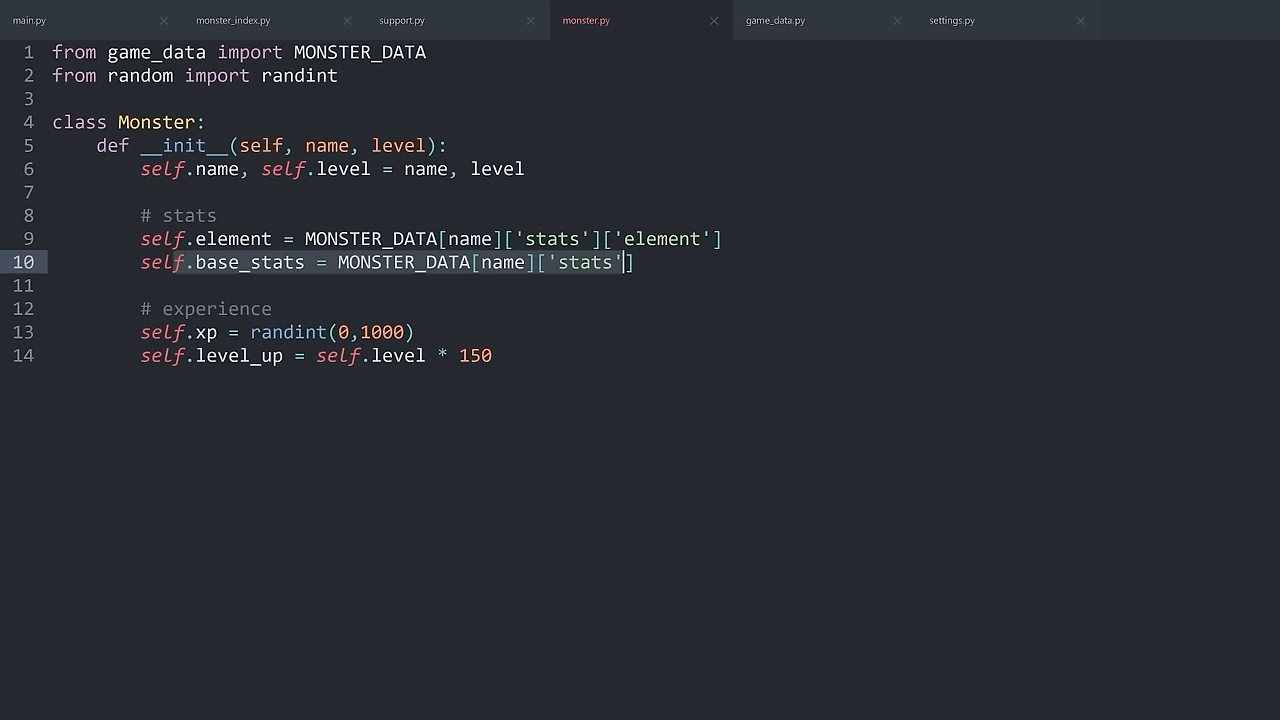 main.py monster_index.py support.py monster.py game_data.py settings.py
1 from game_data import MONSTER_DATA
2 from random import randint
3
4 class Monster:
5     def __init__(self, name, level):
6         self.name, self.level = name, level
7
8         # stats
9         self.element = MONSTER_DATA[name]['stats']['element']
10         self.base_stats = MONSTER_DATA[name]['stats']
11
12         # experience
13         self.xp = randint(0,1000)
14         self.level_up = self.level * 150